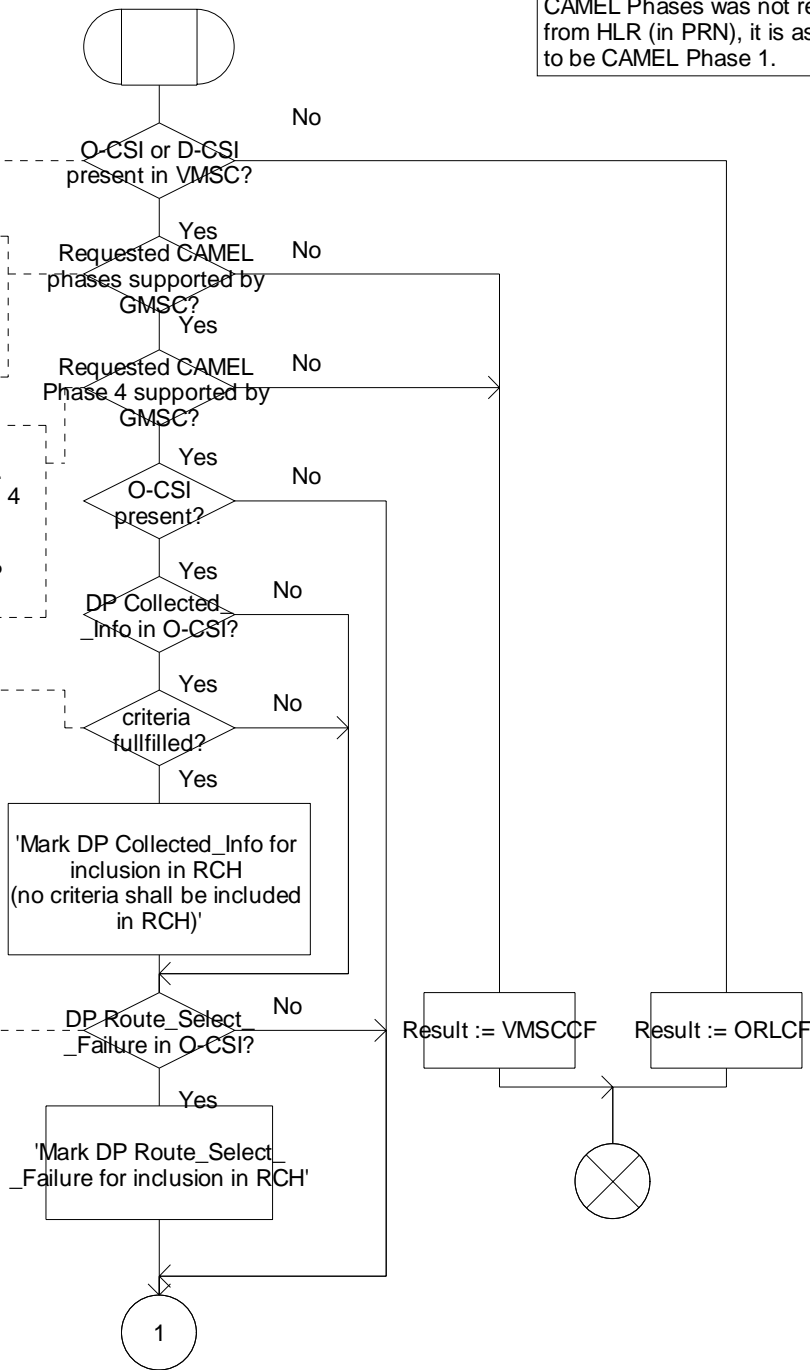 CAMEL Phases was not
from HLR (in PRN), it is
to be CAMEL Phase 1.
No
O-CSI or D-CSI
present in VMSC?
Yes
No
Requested CAMEL
phases supported by
GMSC?
Yes
No
Requested CAMEL
Phase 4 supported by
GMSC?
Yes
No
4
O-CSI
present?
Yes
No
DP Collected_
_Info in O-CSI?
Yes
No
criteria
fullfilled?
Yes
'Mark DP Collected_Info for
inclusion in RCH
(no criteria shall be included
in RCH)'
No
DP Route_Select_
_Failure in O-CSI?
Result := VMSCCF
Result := ORLCF
Yes
'Mark DP Route_Select_
_Failure for inclusion in RCH'
1